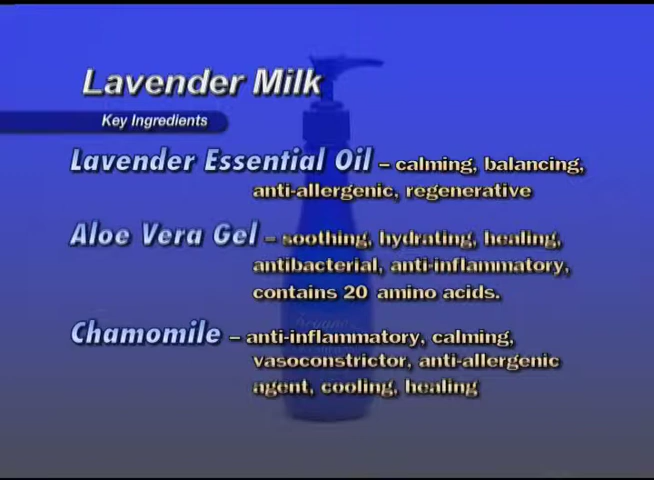 Lavender Milk
Key Ingredients
Lavender Essential Oil – calming, balancing,
anti-allergenic, regenerative
Aloe Vera Gel – soothing, hydrating, healing,
antibacterial, anti-inflammatory,
contains 20 amino acids.
Chamomile – anti-inflammatory, calming,
vasoconstrictor, anti-allergenic
agent, cooling, healing